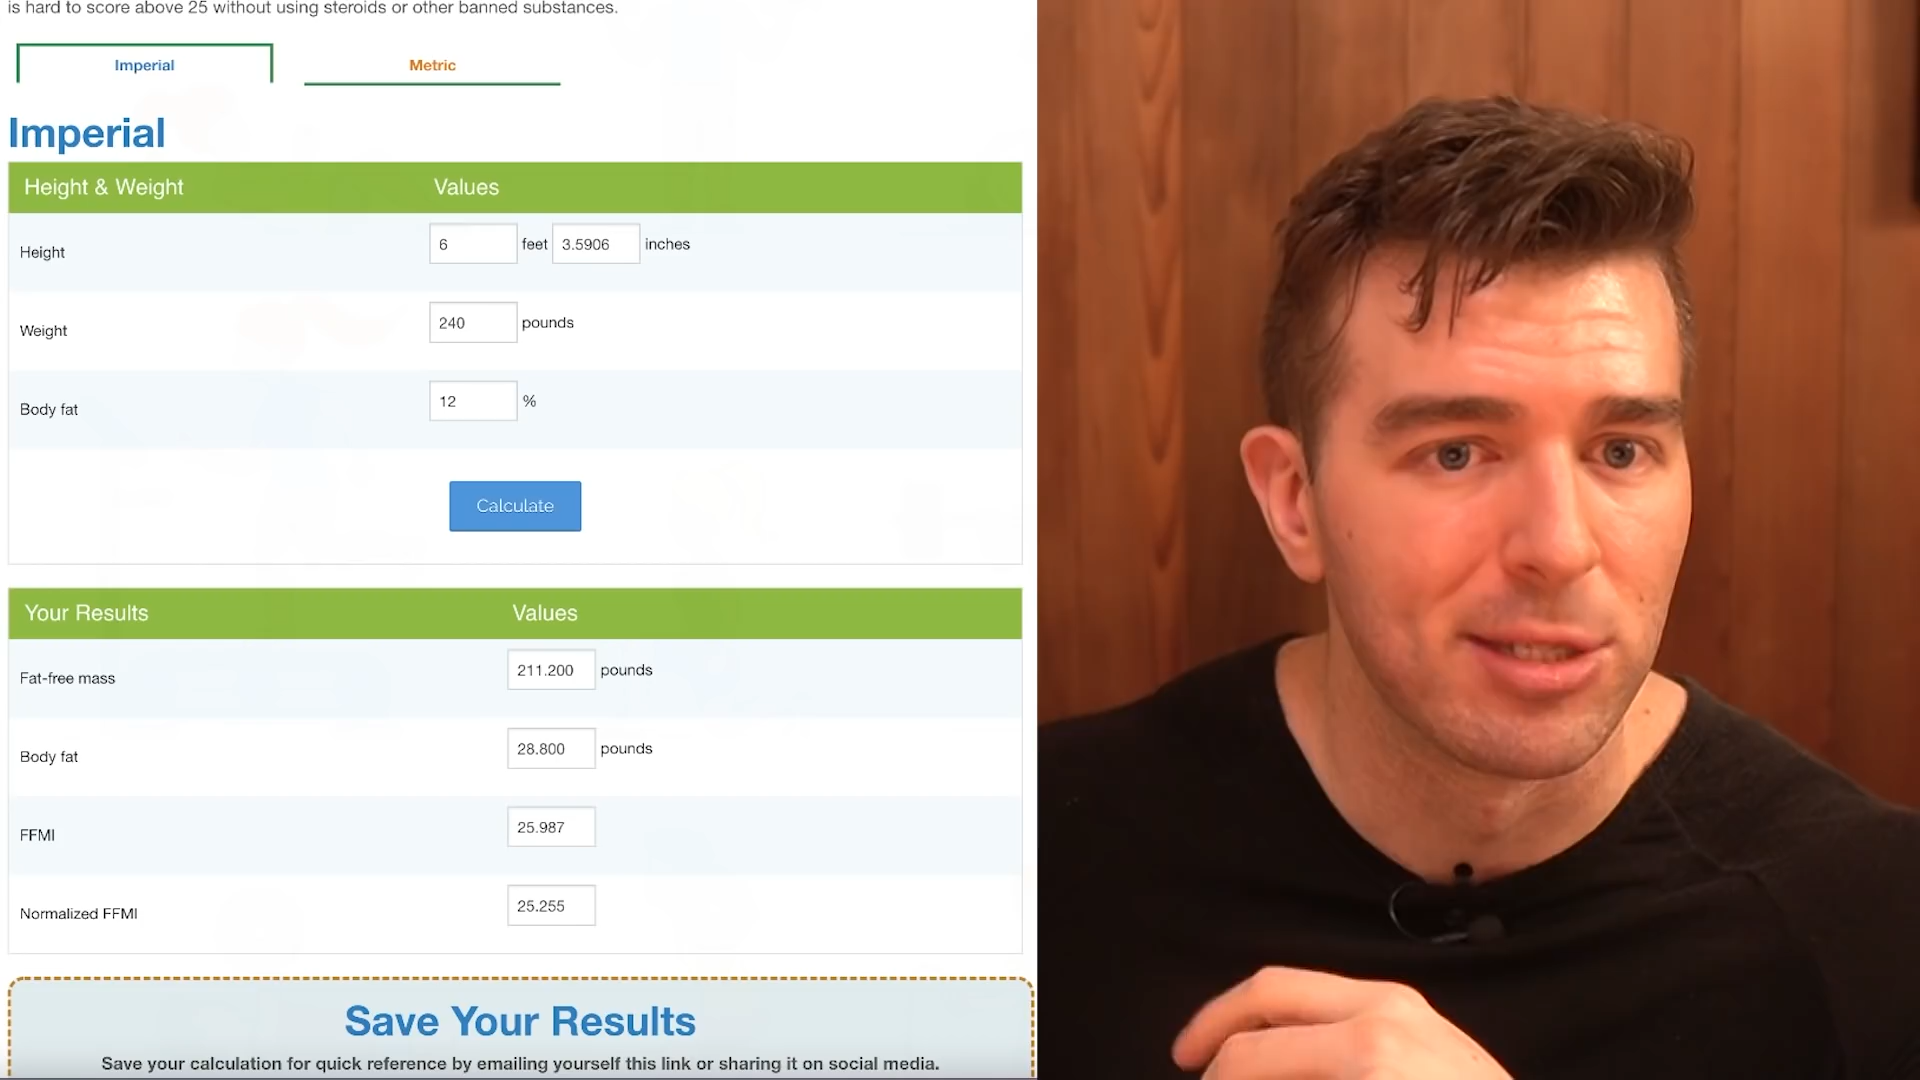 is hard to score above 25 without using steroids or other banned substances.
Imperial
Metric
Imperial
Height & Weight Values
Height 6 feet 3.5906 inches
Weight 240 pounds
Body fat 12 %
Calculate
Your Results Values
Fat-free mass 211.200 pounds
Body fat 28.800 pounds
FFMI 25.987
Normalized FFMI 25.255
Save Your Results
Save your calculation for quick reference by emailing yourself this link or sharing it on social media.